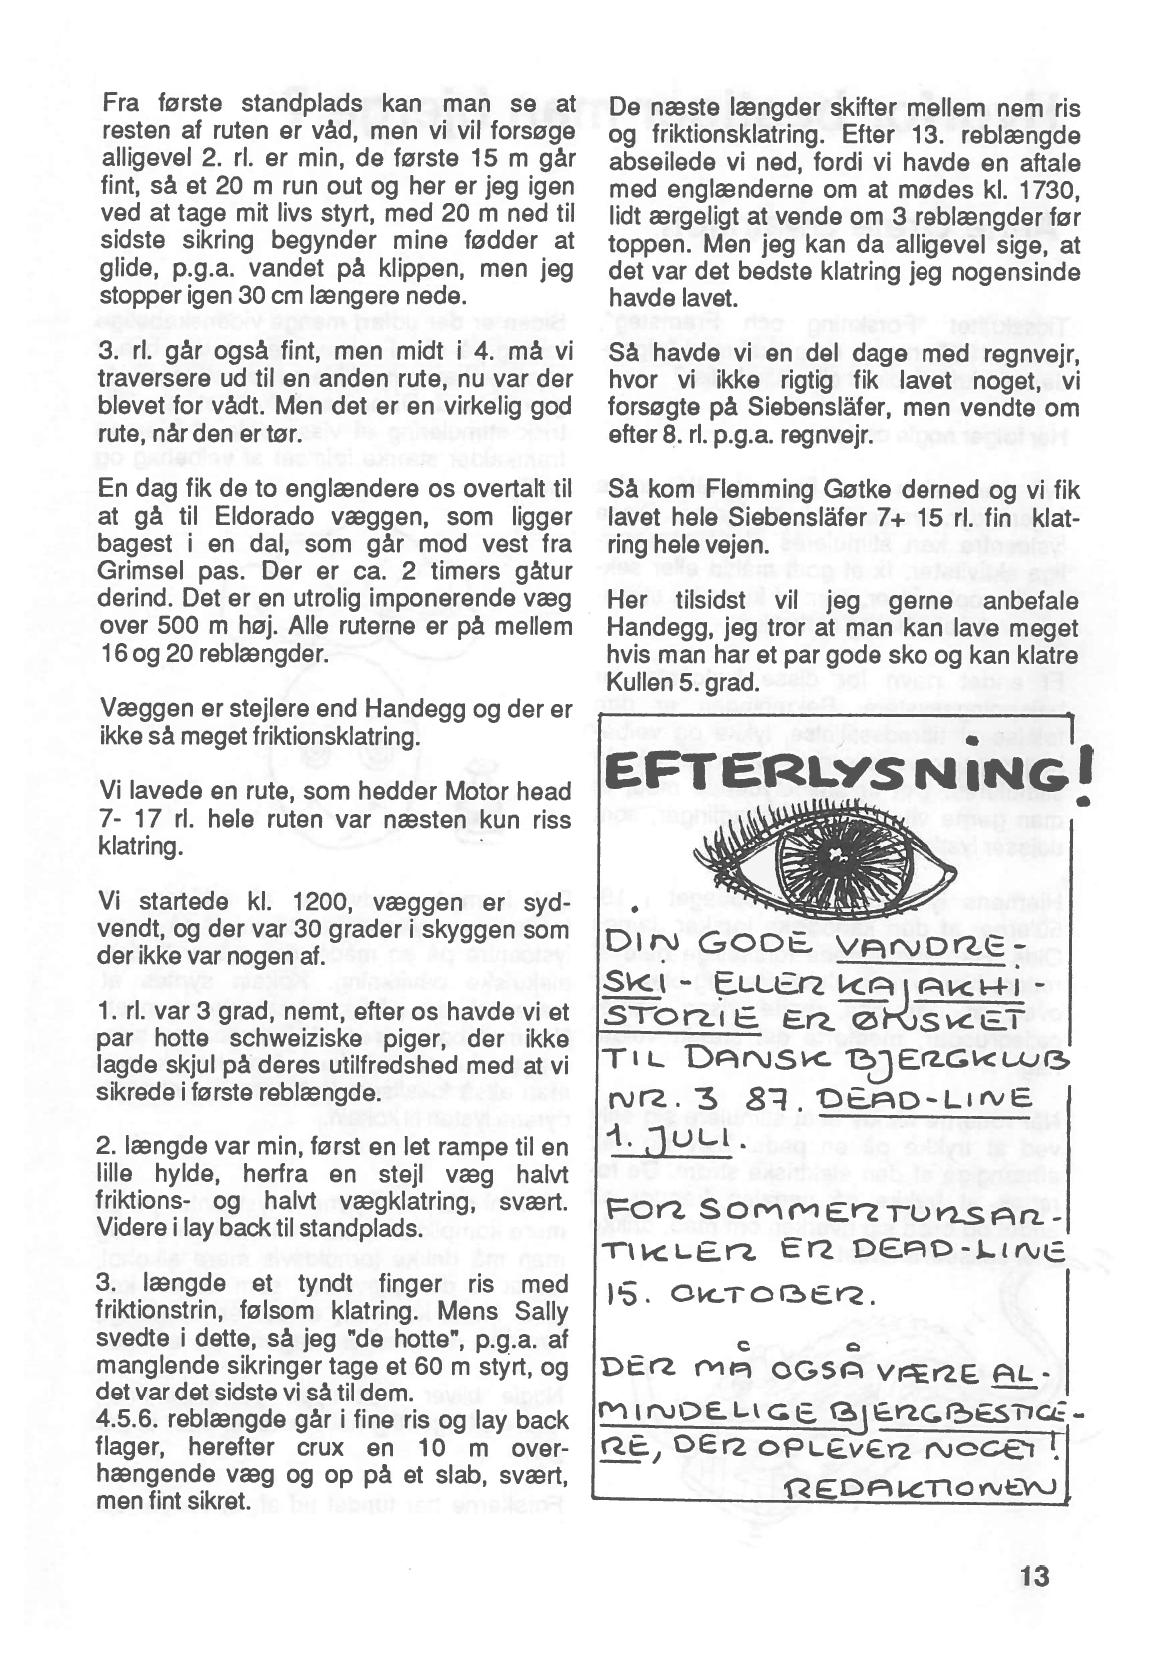 Fra første standplads kan man se at
resten af ruten er våd, men vi vil forsøge
alligevel 2. rl. er min, de første 15 m går
fint, så et 20 m run out og her er jeg igen
ved at tage mit livs styrt, med 20 m ned til
sidste sikring begynder mine fødder at
glide, p.g.a. vandet på klippen, men jeg
stopper igen 30 cm længere nede.

3. rl. går også fint, men midt i 4. må vi
traversere ud til en anden rute, nu var der
blevet for vådt. Men det er en virkelig god
rute, når den er tør.

En dag fik de to englændere os overtalt til
at gå til Eldorado væggen, som ligger
bagest i en dal, som går mod vest fra
Grimsel pas. Der er ca. 2 timers gåtur
derind. Det er en utrolig imponerende væg
over 500 m høj. Alle ruterne er på mellem
16 og 20 reblængder.

Væggen er stejlere end Handegg og der er
ikke så meget friktionsklatring.

Vi lavede en rute, som hedder Motor head
7- 17 rl. hele ruten var næsten kun riss
klatring.

Vi startede kl. 1200, væggen er syd-
vendt, og der var 30 grader i skyggen som
der ikke var nogen af.

1. rl. var 3 grad, nemt, efter os havde vi et
par hotte schweiziske piger, der ikke
lagde skjul på deres utilfredshed med at vi
sikrede i første reblængde.

2. længde var min, først en let rampe til en
lille hylde, herfra en stejl væg halvt
friktions- og halvt vægklatring, svært.
Videre i lay back til standplads.

3. længde et tyndt finger ris med
friktionstrin, følsom klatring. Mens Sally
svedte i dette, så jeg "de hotte", p.g.a. af
manglende sikringer tage et 60 m styrt, og
det var det sidste vi så til dem.
4.5.6. reblængde går i fine ris og lay back
flager, herefter crux en 10 m over-
hængende væg og op på et slab, svært,
men fint sikret.

De næste længder skifter mellem nem ris
og friktionsklatring. Efter 13. reblængde
abseilede vi ned, fordi vi havde en aftale
med englænderne om at mødes kl. 1730,
lidt ærgeligt at vende om 3 reblængder før
toppen. Men jeg kan da alligevel sige, at
det var det bedste klatring jeg nogensinde
havde lavet.

Så havde vi en del dage med regnvejr,
hvor vi ikke rigtig fik lavet noget, vi
forsøgte på Siebensläfer, men vendte om
efter 8. rl. p.g.a. regnvejr.

Så kom Flemming Gøtke derned og vi fik
lavet hele Siebensläfer 7+ 15 rl. fin klat-
ring hele vejen.

Her tilsidst vil jeg gerne anbefale
Handegg, jeg tror at man kan lave meget
hvis man har et par gode sko og kan klatre
Kullen 5. grad.

EFTERLYSNING!
DIN GODE VANDRE-
SKI- ELLER KAJAKHI-
STORIE ER ØNSKET
TIL DANSK BJERGKLUB
NR. 3 87. DEAD-LINE
1. JULI.
FOR SOMMERTURSAR-
TIKLER ER DEAD-LINE
15. OKTOBER.
DER MÅ OGSÅ VÆRE AL-
MINDELIGE BJERGBESTIGE-
RE, DER OPLEVER NOGET!
REDAKTIONEN

13